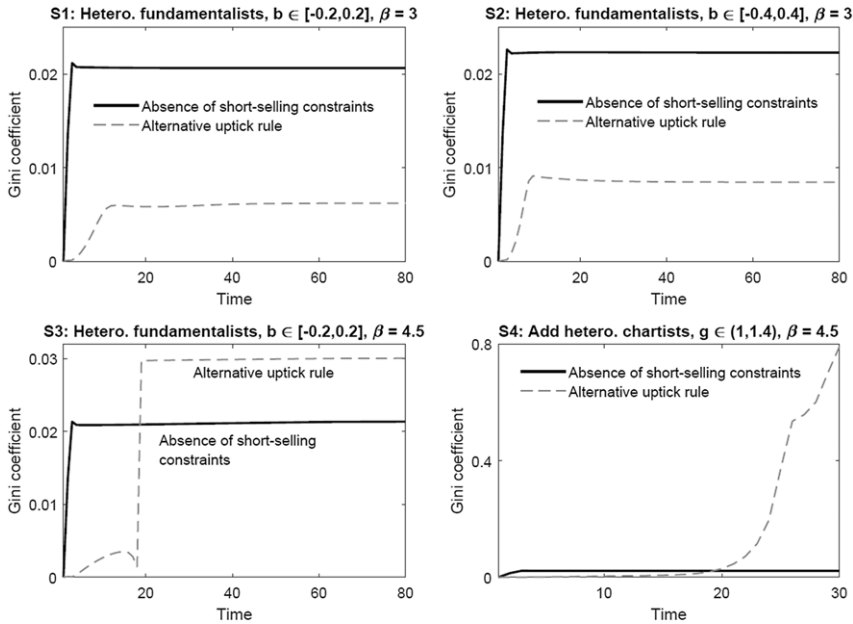 S1: Hetero. fundamentalists, b ∈ [-0.2,0.2], β = 3
Gini coefficient
0.02
0.01
0
Absence of short-selling constraints
Alternative uptick rule
20
40
60
80
Time
S2: Hetero. fundamentalists, b ∈ [-0.4,0.4], β = 3
Gini coefficient
0.02
0.01
0
Absence of short-selling constraints
Alternative uptick rule
20
40
60
80
Time
S3: Hetero. fundamentalists, b ∈ [-0.2,0.2], β = 4.5
Gini coefficient
0.03
0.02
0.01
0
Alternative uptick rule
Absence of short-selling
constraints
20
40
60
80
Time
S4: Add hetero. chartists, g ∈ (1,1.4), β = 4.5
Gini coefficient
0.8
0.4
0
Absence of short-selling constraints
Alternative uptick rule
10
20
30
Time